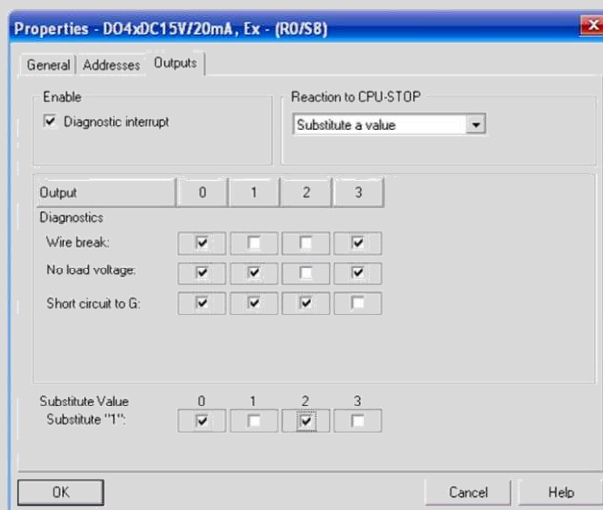 Properties - DO4xDC15V/20mA, Ex - (R0/S8)
General Addresses Outputs
Enable
Diagnostic interrupt
Reaction to CPU-STOP
Substitute a value
Output 0 1 2 3
Diagnostics
Wire break:
No load voltage:
Short circuit to G:
Substitute Value 0 1 2 3
Substitute "1":
OK Cancel Help